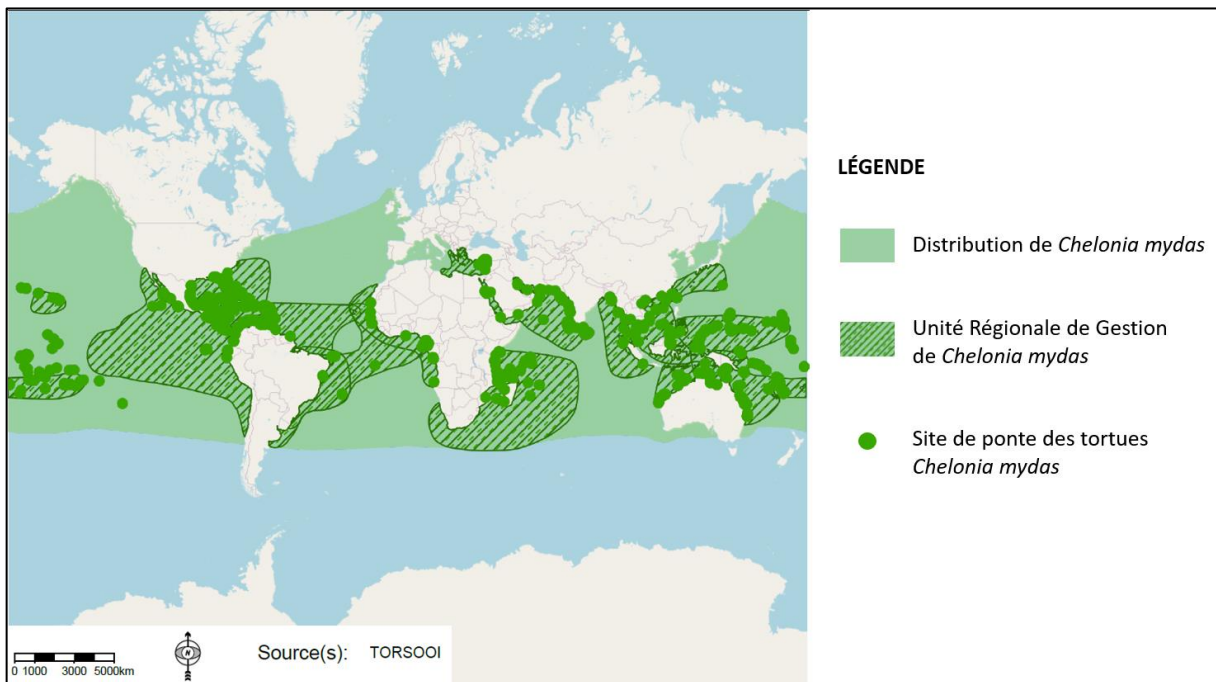 LÉGENDE
Distribution de Chelonia mydas
Unité Régionale de Gestion
de Chelonia mydas
Site de ponte des tortues
Chelonia mydas
N
Source(s): TORSOOI
0 1000 3000 5000km